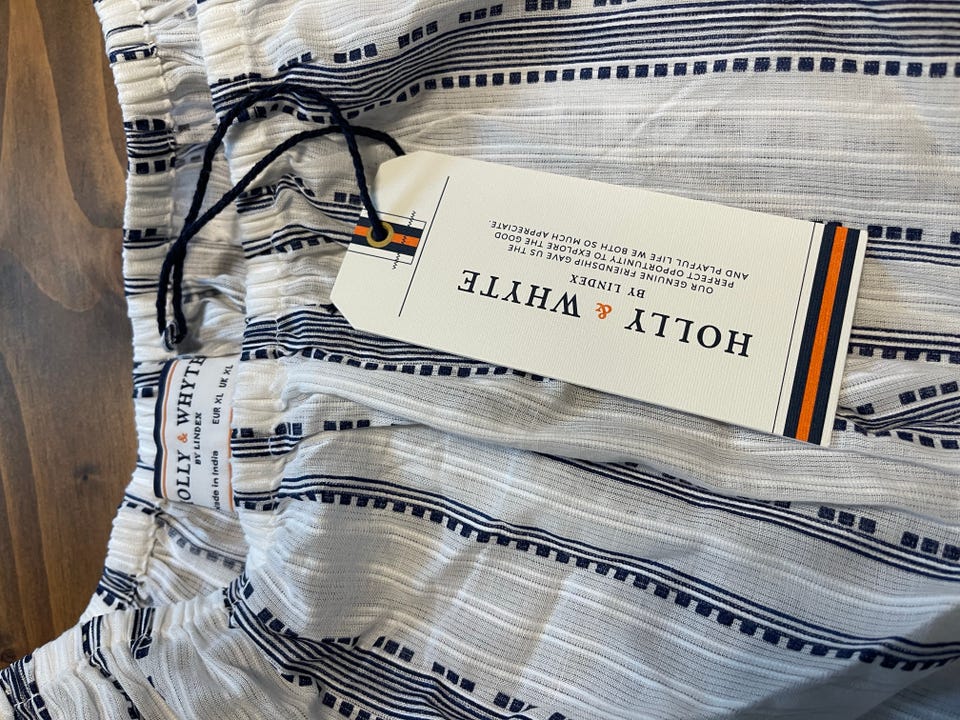 HOLLY & WHYTE
BY LINDEX
OUR GENUINE FRIENDSHIP GAVE US THE
PERFECT OPPORTUNITY TO EXPLORE THE GOOD
AND PLAYFUL LIFE WE BOTH SO MUCH APPRECIATE.
OLLY & WHYTE
BY LINDEX
ade in India EUR XL UK XL